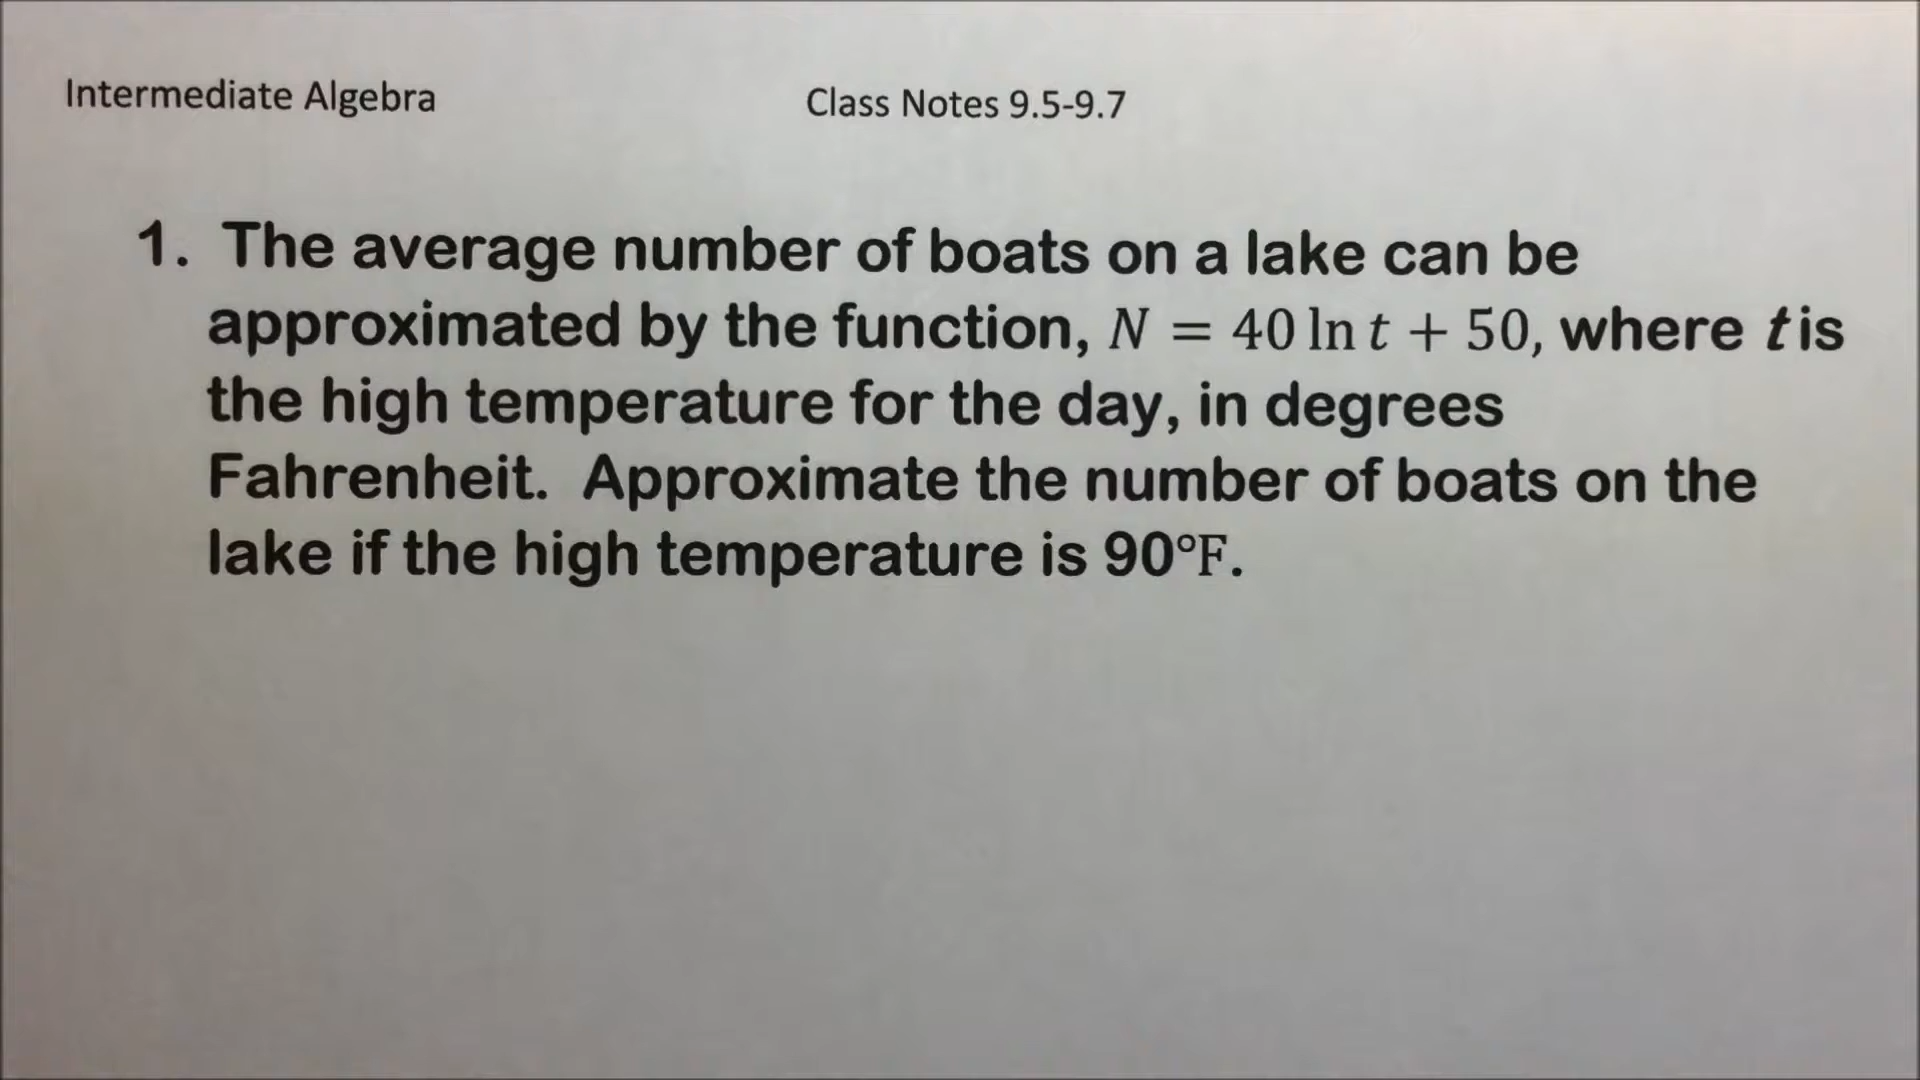 Intermediate Algebra
Class Notes 9.5-9.7
1. The average number of boats on a lake can be
approximated by the function, N = 40 ln t + 50, where t is
the high temperature for the day, in degrees
Fahrenheit. Approximate the number of boats on the
lake if the high temperature is 90°F.